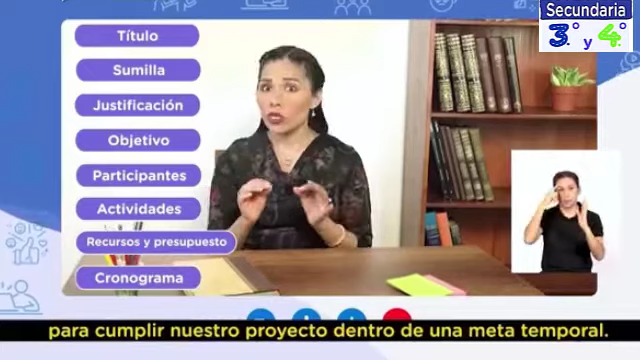 Secundaria
3.° y 4.°
Título
Sumilla
Justificación
Objetivo
Participantes
Actividades
Recursos y presupuesto
Cronograma
para cumplir nuestro proyecto dentro de una meta temporal.